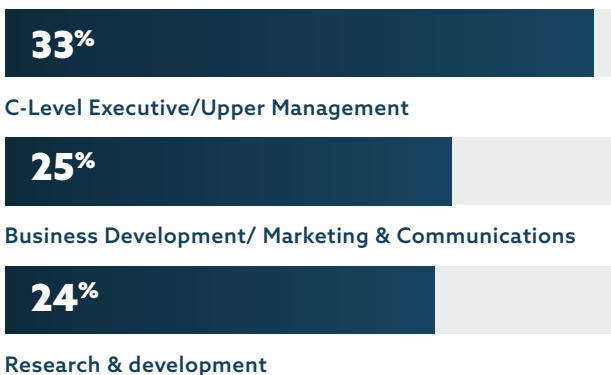 33%
C-Level Executive/Upper Management
25%
Business Development/ Marketing & Communications
24%
Research & development